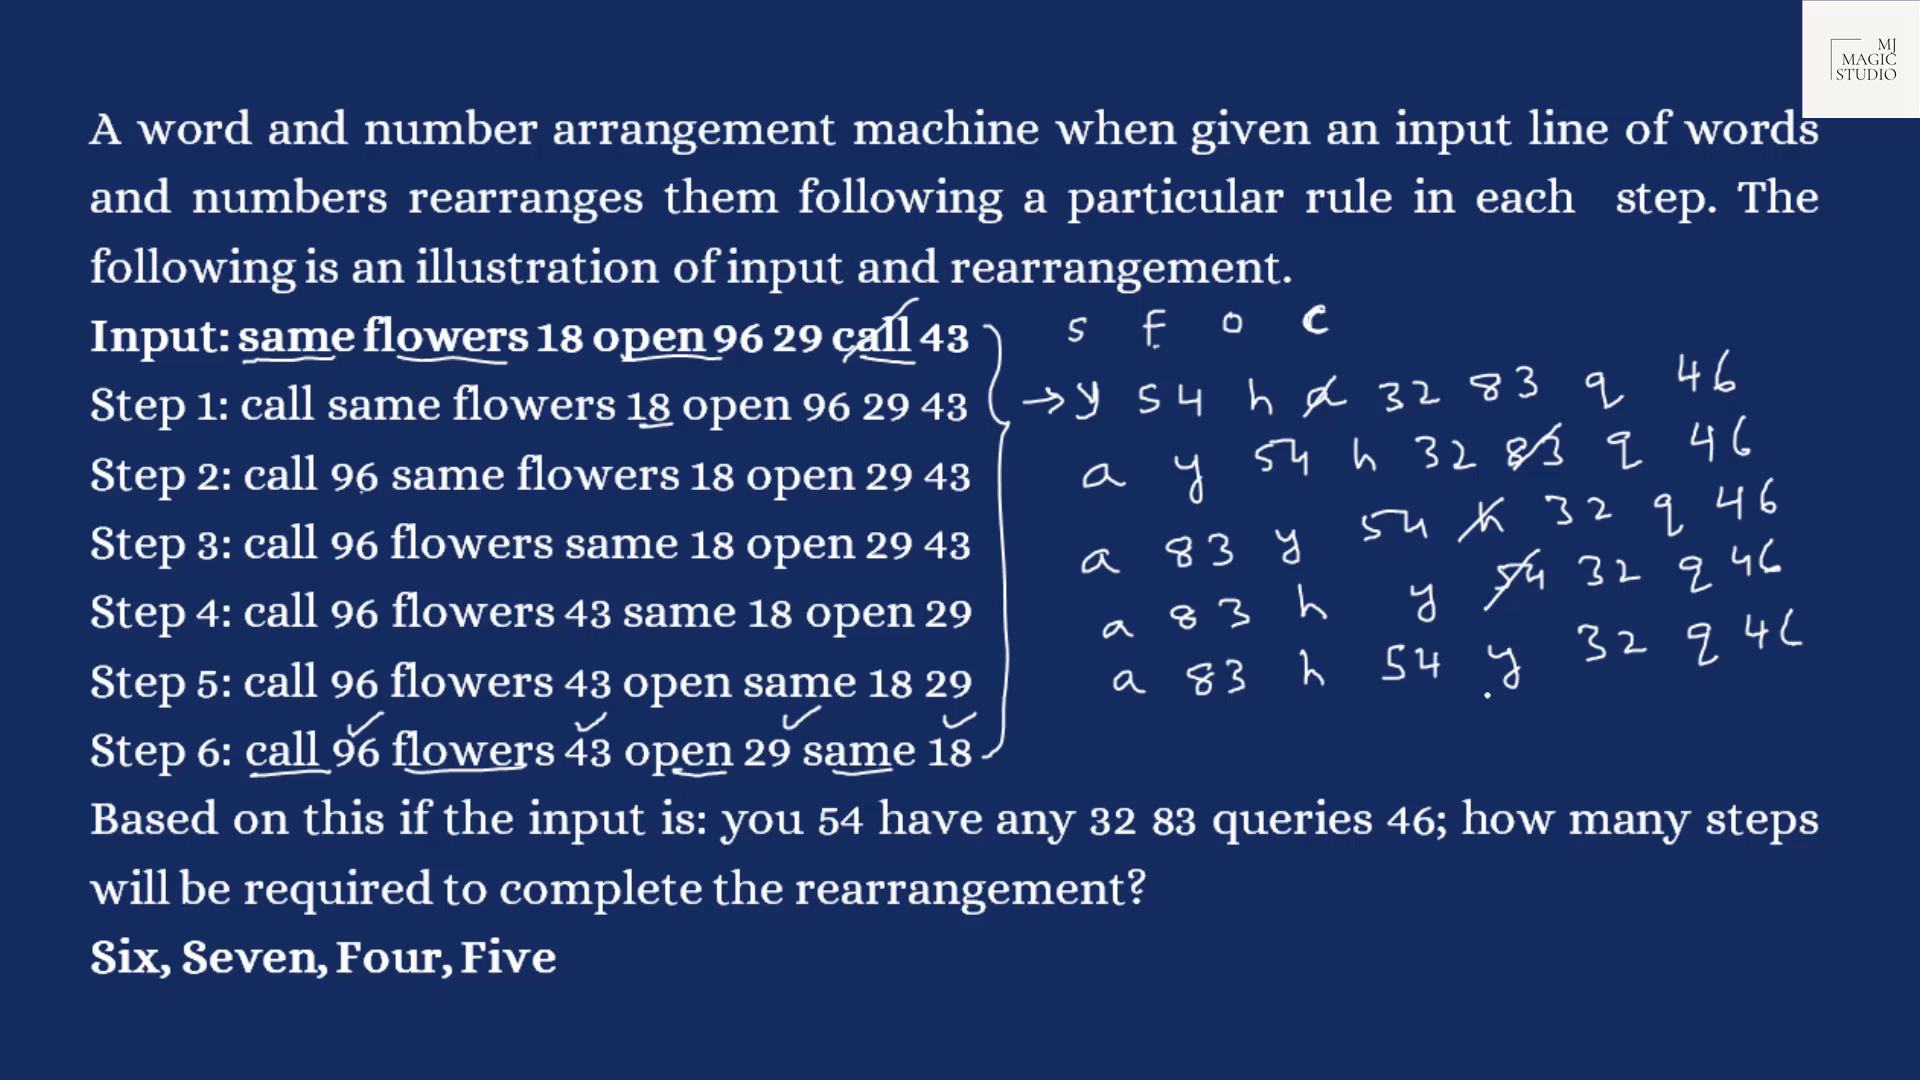 MJ
MAGIC
STUDIO
A word and number arrangement machine when given an input line of words
and numbers rearranges them following a particular rule in each step. The
following is an illustration of input and rearrangement.
s f o c
Input: same flowers 18 open 96 29 call 43
Step 1: call same flowers 18 open 96 29 43
y 54 h a 32 83 q 46
Step 2: call 96 same flowers 18 open 29 43
a y 54 h 32 83 q 46
Step 3: call 96 flowers same 18 open 29 43
a 83 y 54 h 32 q 46
Step 4: call 96 flowers 43 same 18 open 29
a 83 h y 54 32 q 46
Step 5: call 96 flowers 43 open same 18 29
a 83 h 54 y 32 q 46
Step 6: call 96 flowers 43 open 29 same 18
Based on this if the input is: you 54 have any 32 83 queries 46; how many steps
will be required to complete the rearrangement?
Six, Seven, Four, Five